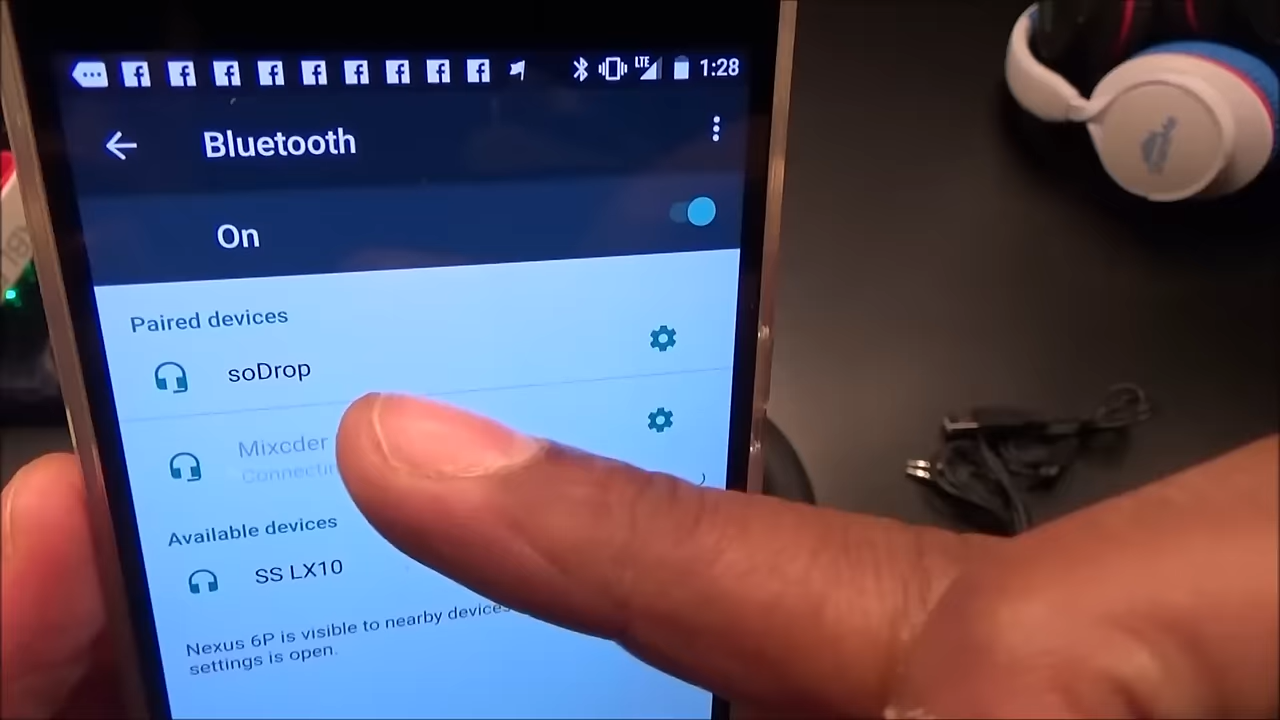 LTE 1:28
Bluetooth
On
Paired devices
soDrop
Mixcder
Available devices
SS LX10
Nexus 6P is visible to nearby devices
settings is open.